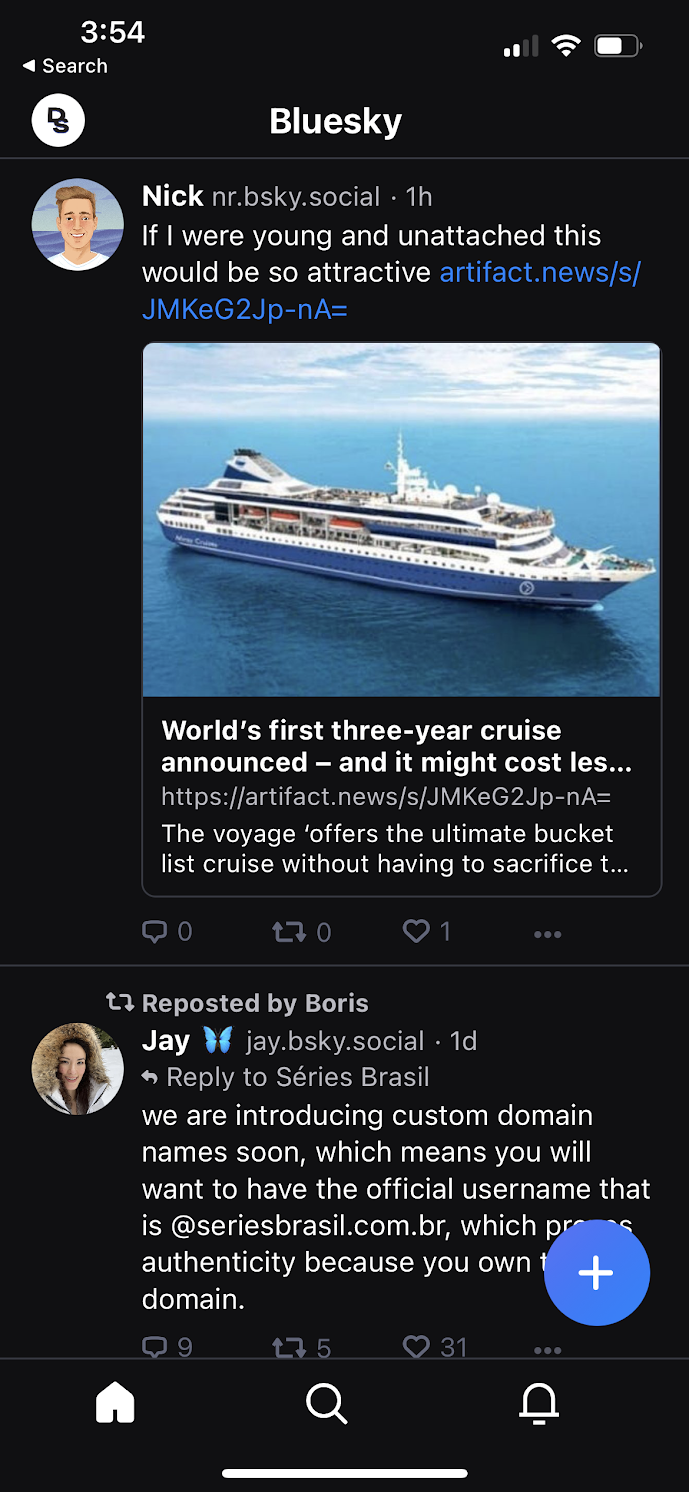 3:54
Search
DS
Bluesky
Nick nr.bsky.social · 1h
If I were young and unattached this
would be so attractive artifact.news/s/
JMKeG2Jp-nA=
World’s first three-year cruise
announced – and it might cost les...
https://artifact.news/s/JMKeG2Jp-nA=
The voyage ‘offers the ultimate bucket
list cruise without having to sacrifice t...
0 0 1
Reposted by Boris
Jay 🦋 jay.bsky.social · 1d
Reply to Séries Brasil
we are introducing custom domain
names soon, which means you will
want to have the official username that
is @seriesbrasil.com.br, which
authenticity because you own
domain.
9 5 31